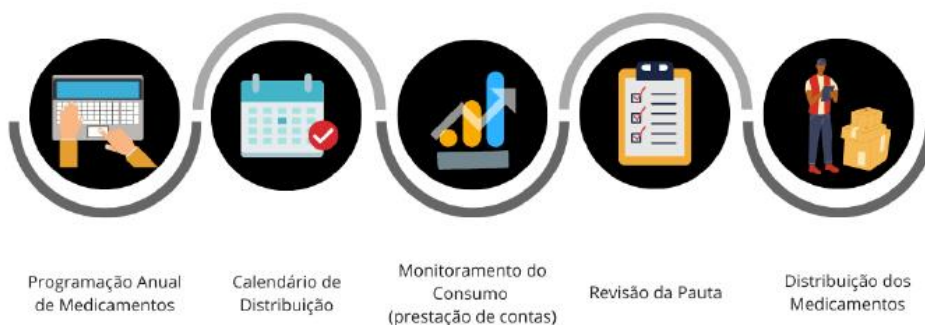 Programação Anual
de Medicamentos
Calendário de
Distribuição
Monitoramento do
Consumo
(prestação de contas)
Revisão da Pauta
Distribuição dos
Medicamentos